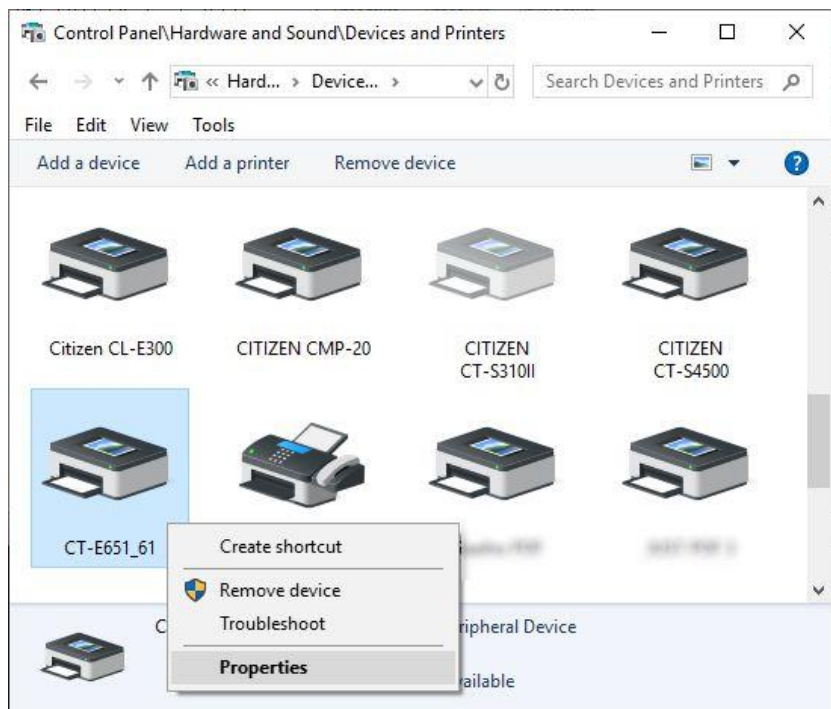 Control Panel\Hardware and Sound\Devices and Printers
« Hard... › Device... ›
Search Devices and Printers
File Edit View Tools
Add a device Add a printer Remove device
Citizen CL-E300
CITIZEN CMP-20
CITIZEN
CT-S310II
CITIZEN
CT-S4500
CT-E651_61
Create shortcut
Remove device
Troubleshoot
Properties
C
ripheral Device
ailable